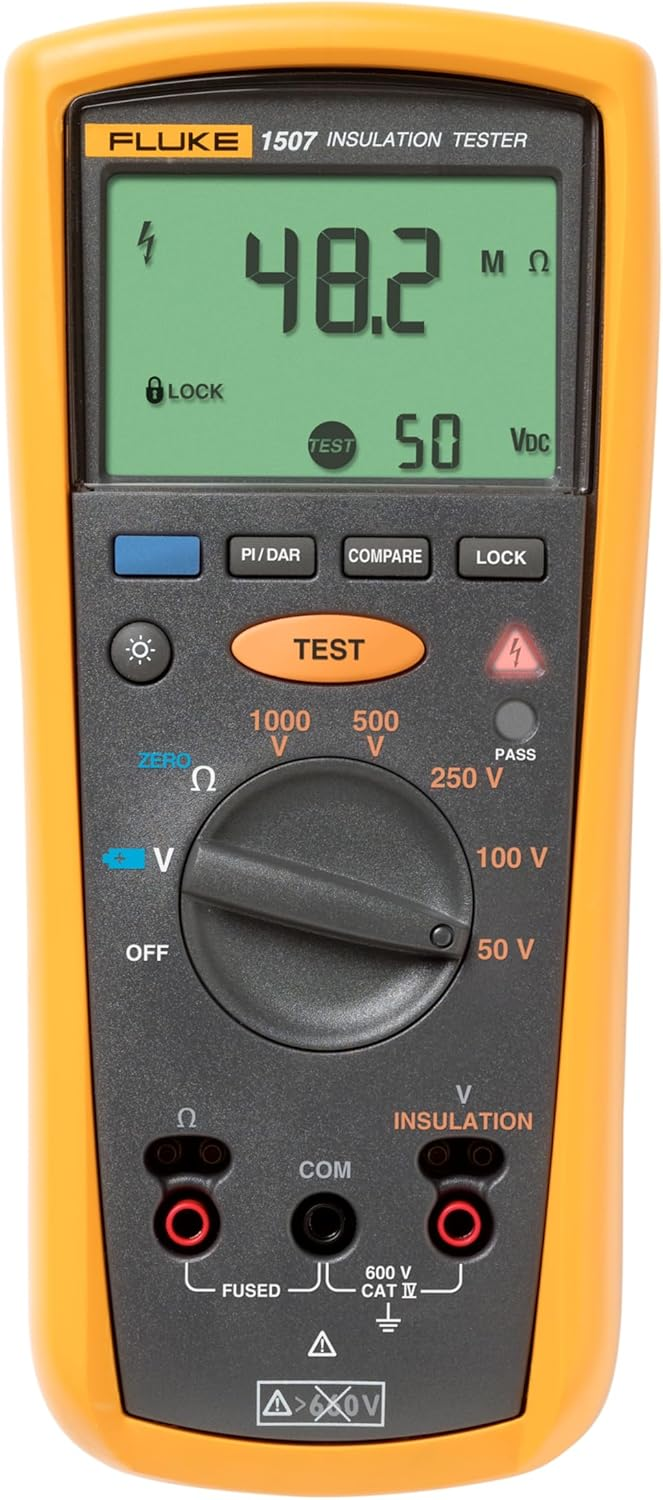 FLUKE 1507 INSULATION TESTER
48.2 M Ω
LOCK
TEST 50 VDC
PI/DAR COMPARE LOCK
TEST
PASS
1000 V
500 V
ZERO Ω
250 V
V
100 V
OFF
50 V
Ω
V
INSULATION
COM
FUSED
600 V
CAT IV
>660V